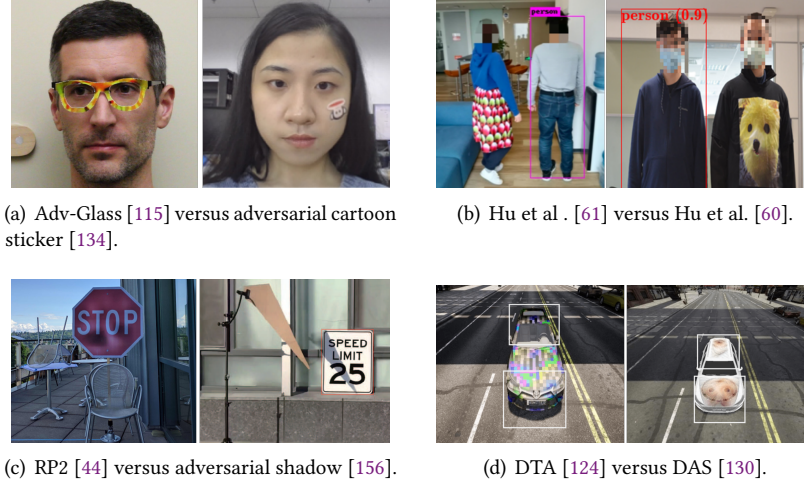 person
person (0.9)
(a) Adv-Glass [115] versus adversarial cartoon
sticker [134].
(b) Hu et al . [61] versus Hu et al. [60].
STOP
SPEED
LIMIT
25
(c) RP2 [44] versus adversarial shadow [156].
(d) DTA [124] versus DAS [130].